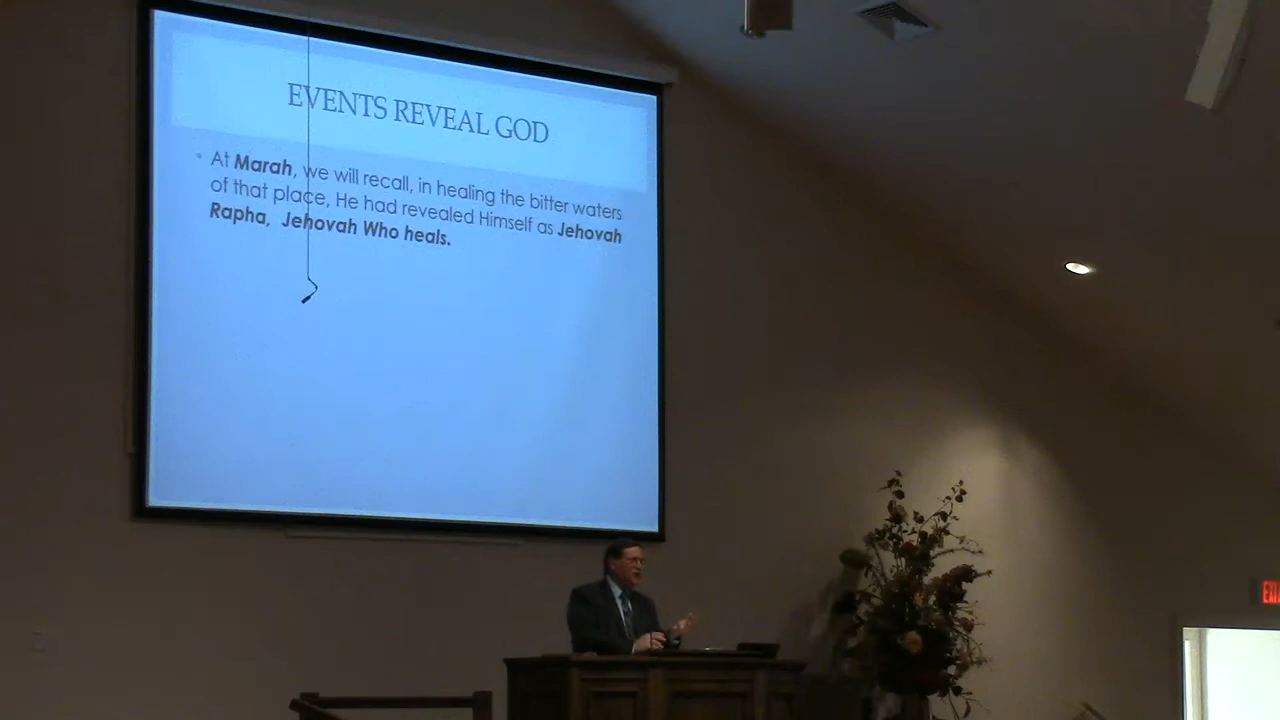 EVENTS REVEAL GOD
• At Marah, we will recall, in healing the bitter waters
of that place, He had revealed Himself as Jehovah
Rapha, Jehovah Who heals.